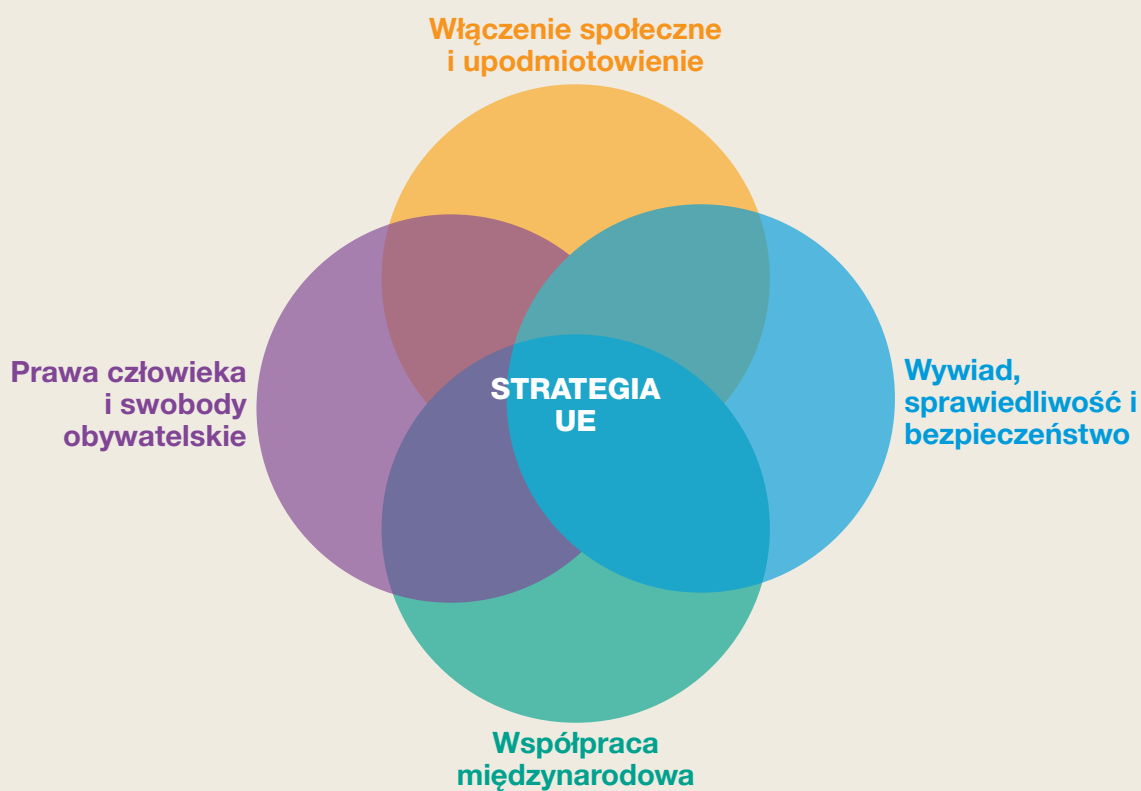 Włączenie społeczne
i upodmiotowienie
Prawa człowieka
i swobody
obywatelskie
STRATEGIA
UE
Wywiad,
sprawiedliwość i
bezpieczeństwo
Współpraca
międzynarodowa